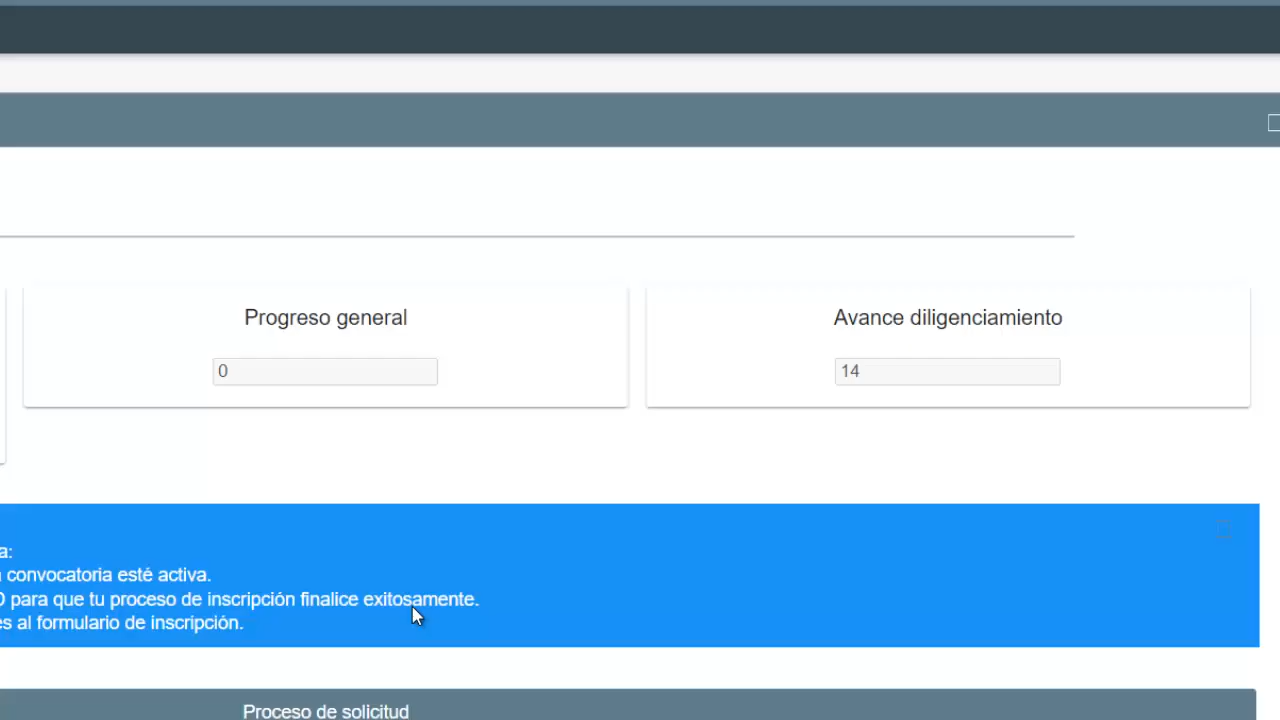 Progreso general
Avance diligenciamiento
0
14
a:
convocatoria esté activa.
para que tu proceso de inscripción finalice exitosamente.
es al formulario de inscripción.
Proceso de solicitud